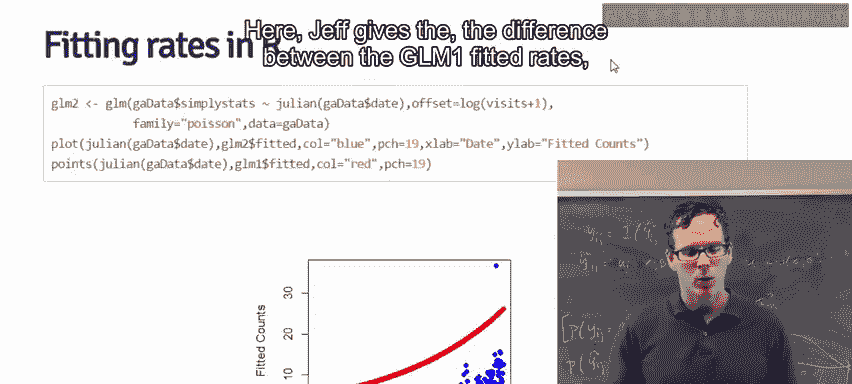 Fitting rates in R
Here, Jeff gives the, the difference
between the GLM1 fitted rates,
glm2 <- glm(gaData$simplystats ~ julian(gaData$date),offset=log(visits+1),
family="poisson",data=gaData)
plot(julian(gaData$date),glm2$fitted,col="blue",pch=19,xlab="Date",ylab="Fitted Counts")
points(julian(gaData$date),glm1$fitted,col="red",pch=19)
30
20
10
Fitted Counts